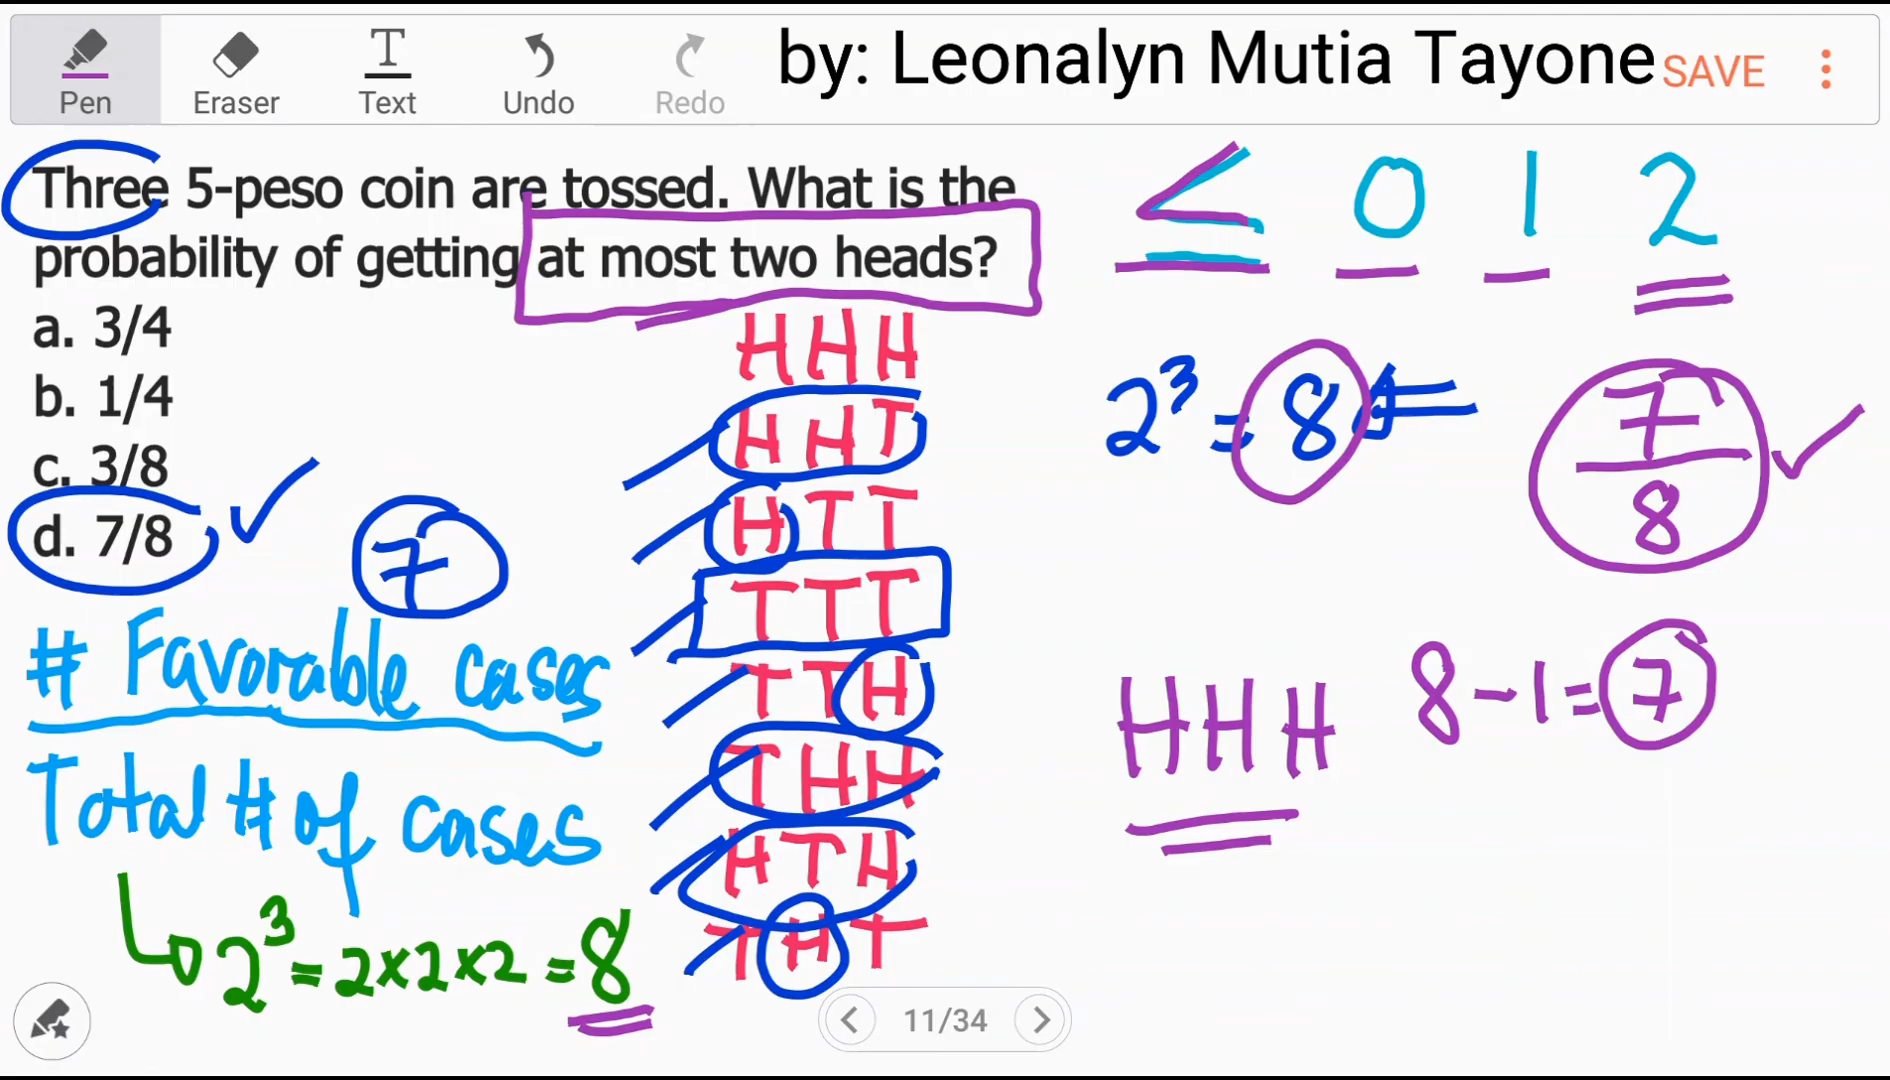 Pen
Eraser
Text
Undo
Redo
by: Leonalyn Mutia Tayone
SAVE
Three 5-peso coin are tossed. What is the
probability of getting at most two heads?
a. 3/4
b. 1/4
c. 3/8
d. 7/8
7
# Favorable cases
Total # of cases
2³ = 2×2×2 = 8
HHH
HHT
HTT
TTT
TTH
THH
HTH
THT
≤ 0 1 2
2³ = 8
7
8
HHH 8 - 1 = 7
11/34